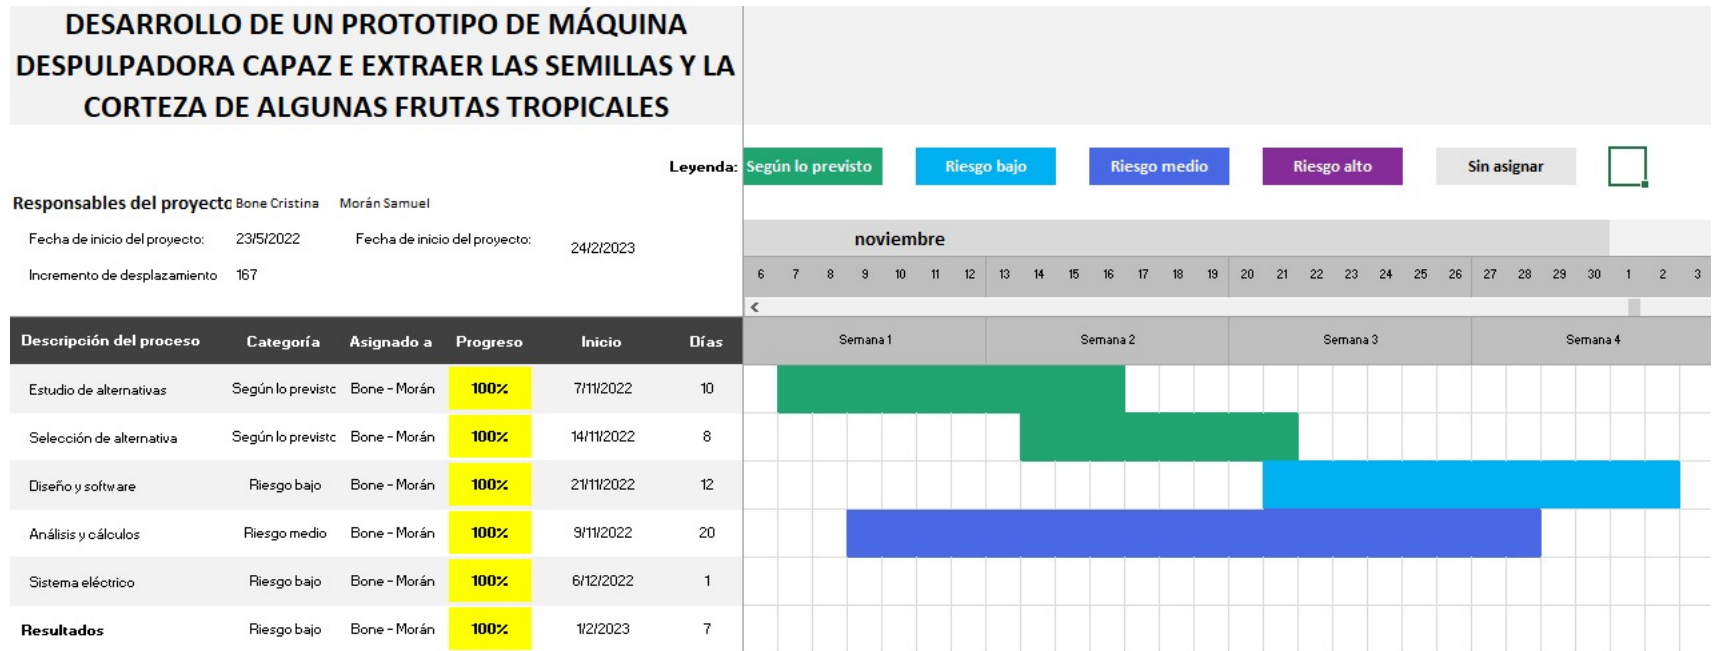 DESARROLLO DE UN PROTOTIPO DE MÁQUINA
DESPULPADORA CAPAZ E EXTRAER LAS SEMILLAS Y LA
CORTEZA DE ALGUNAS FRUTAS TROPICALES
Leyenda: Según lo previsto Riesgo bajo Riesgo medio Riesgo alto Sin asignar
Responsables del proyecto Bone Cristina Morán Samuel
Fecha de inicio del proyecto: 23/5/2022 Fecha de inicio del proyecto: 24/2/2023
noviembre
Incremento de desplazamiento 167
6 7 8 9 10 11 12 13 14 15 16 17 18 19 20 21 22 23 24 25 26 27 28 29 30 1 2 3
Descripción del proceso Categoría Asignado a Progreso Inicio Días Semana 1 Semana 2 Semana 3 Semana 4
Estudio de alternativas Según lo previsto Bone - Morán 100% 7/11/2022 10
Selección de alternativa Según lo previsto Bone - Morán 100% 14/11/2022 8
Diseño y software Riesgo bajo Bone - Morán 100% 21/11/2022 12
Análisis y cálculos Riesgo medio Bone - Morán 100% 9/11/2022 20
Sistema eléctrico Riesgo bajo Bone - Morán 100% 6/12/2022 1
Resultados Riesgo bajo Bone - Morán 100% 1/2/2023 7